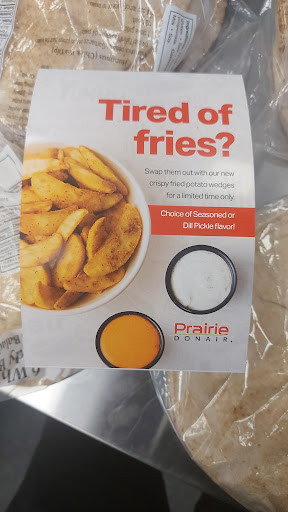 Tired of
fries?
Swap them out with our new
crispy fried potato wedges
for a limited time only
Choice of Seasoned or
Dill Pickle flavor!
Prairie
DONAIR.